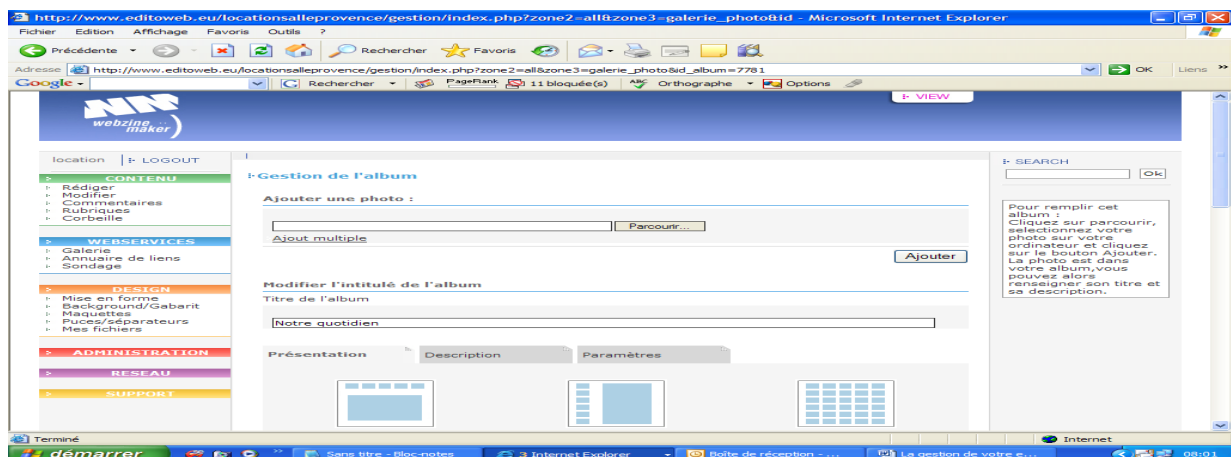 http://www.editoweb.eu/locationsalleprovence/gestion/index.php?zone2=all&zone3=galerie_photo&id - Microsoft Internet Explorer
Fichier Edition Affichage Favoris Outils ?
Précédente Rechercher Favoris
Adresse http://www.editoweb.eu/locationsalleprovence/gestion/index.php?zone2=all&zone3=galerie_photo&id_album=7781 OK Liens »
Google Rechercher PageRank 11 bloquée(s) Orthographe Options
VIEW
webzine maker
location LOGOUT
CONTENU
Rédiger
Modifier
Commentaires
Rubriques
Corbeille
WEBSERVICES
Galerie
Annuaire de liens
Sondage
DESIGN
Mise en forme
Background/Gabarit
Maquettes
Puces/séparateurs
Mes fichiers
ADMINISTRATION
RESEAU
SUPPORT
Gestion de l'album
Ajouter une photo :
Parcourir...
Ajout multiple
Ajouter
Modifier l'intitulé de l'album
Titre de l'album
Notre quotidien
Présentation Description Paramètres
SEARCH
Ok
Pour remplir cet
album :
Cliquez sur parcourir,
selectionnez votre
photo sur votre
ordinateur et cliquez
sur le bouton Ajouter.
La photo est dans
votre album,vous
pouvez alors
renseigner son titre et
sa description.
Terminé Internet
démarrer » Sans titre - Bloc-notes 3 Internet Explorer Boîte de réception - ... La gestion de votre e... 08:01